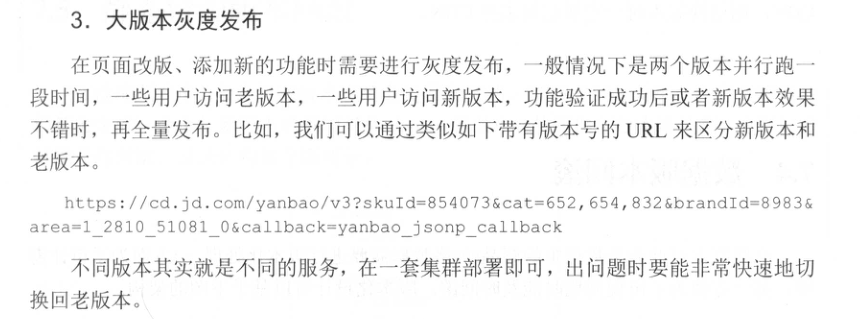 3．大版本灰度发布
在页面改版、添加新的功能时需要进行灰度发布，一般情况下是两个版本并行跑一
段时间，一些用户访问老版本，一些用户访问新版本，功能验证成功后或者新版本效果
不错时，再全量发布。比如，我们可以通过类似如下带有版本号的 URL 来区分新版本和
老版本。
https://cd.jd.com/yanbao/v3?skuId=854073&cat=652,654,832&brandId=8983&
area=1_2810_51081_0&callback=yanbao_jsonp_callback
不同版本其实就是不同的服务，在一套集群部署即可，出问题时要能非常快速地切
换回老版本。